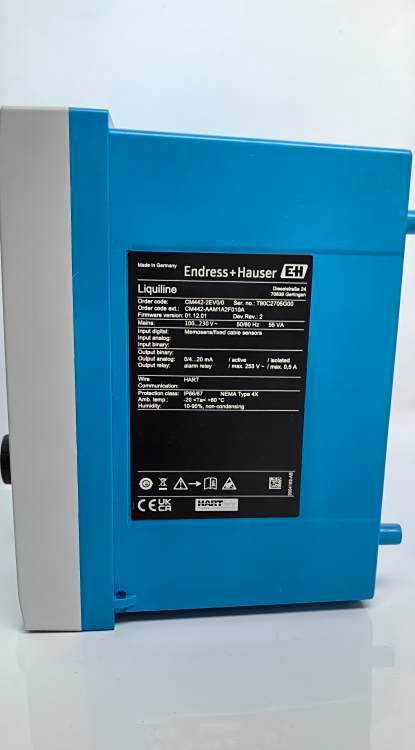 Made in Germany
Endress+Hauser EH
Liquiline
Dieselstraße 24
70839 Gerlingen
Order code: CM442-2EV0/0 Ser. no.: T90C2705G00
Order code ext.: CM442-AAM1A2F010A
Firmware version: 01.12.01 Dev.Rev.: 2
Mains: 100...230 V ~ 50/60 Hz 55 VA
Input digital: Memosens/fixed cable sensors
Input analog:
Input binary:
Output binary:
Output analog: 0/4...20 mA / active / isolated
Output relay: alarm relay / max. 253 V ~ / max. 0,5 A
Wire HART
Communication:
Protection class: IP66/67 NEMA Type 4X
Amb. temp.: -20 <Ta< +60 °C
Humidity: 10-95%, non-condensing
CE UK CA HART